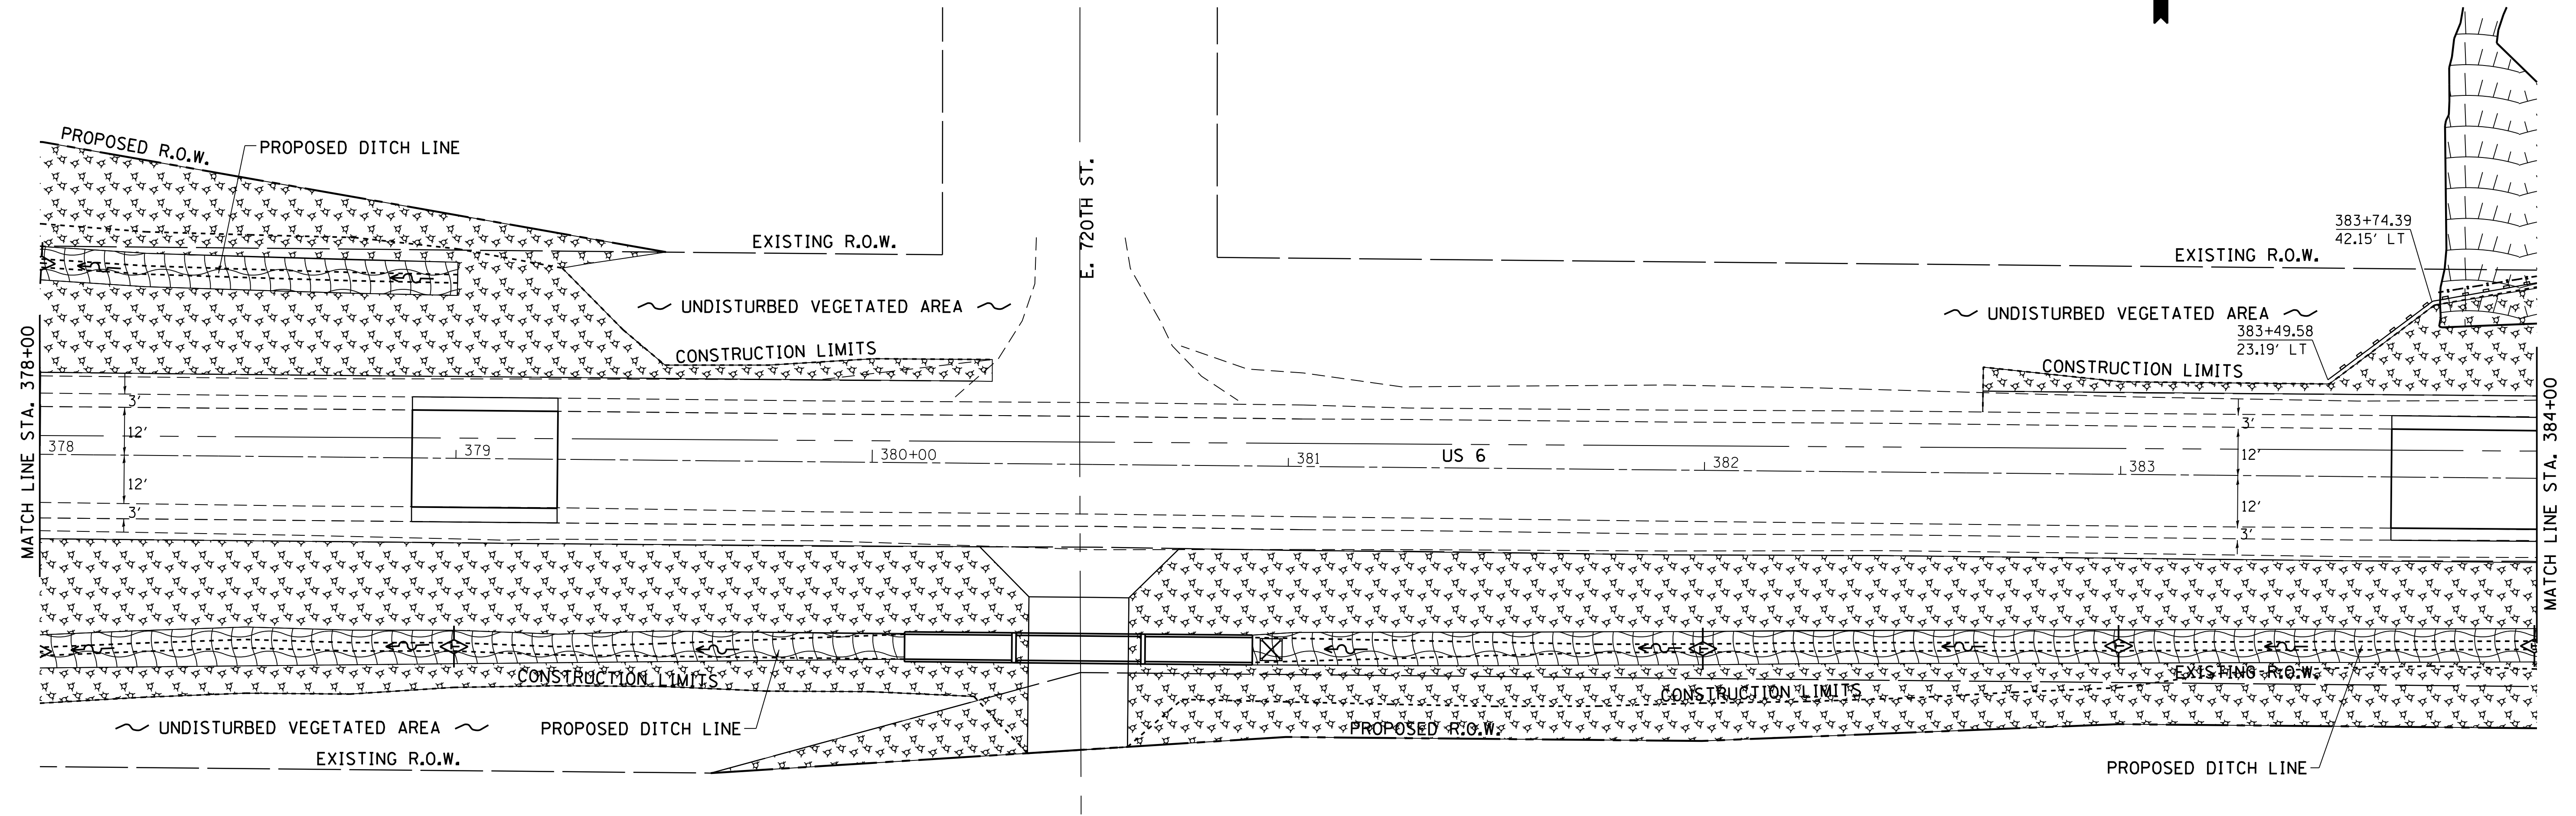 PROPOSED R.O.W.
PROPOSED DITCH LINE
E. 720TH ST.
EXISTING R.O.W.
EXISTING R.O.W.
383+74.39
42.15' LT
~ UNDISTURBED VEGETATED AREA ~
~ UNDISTURBED VEGETATED AREA ~
383+49.58
23.19' LT
CONSTRUCTION LIMITS
CONSTRUCTION LIMITS
MATCH LINE STA. 378+00
3'
12'
12'
3'
378
379
380+00
381
US 6
382
383
3'
12'
12'
3'
MATCH LINE STA. 384+00
CONSTRUCTION LIMITS
EXISTING R.O.W.
CONSTRUCTION LIMITS
~ UNDISTURBED VEGETATED AREA ~
PROPOSED DITCH LINE
PROPOSED R.O.W.
EXISTING R.O.W.
PROPOSED DITCH LINE